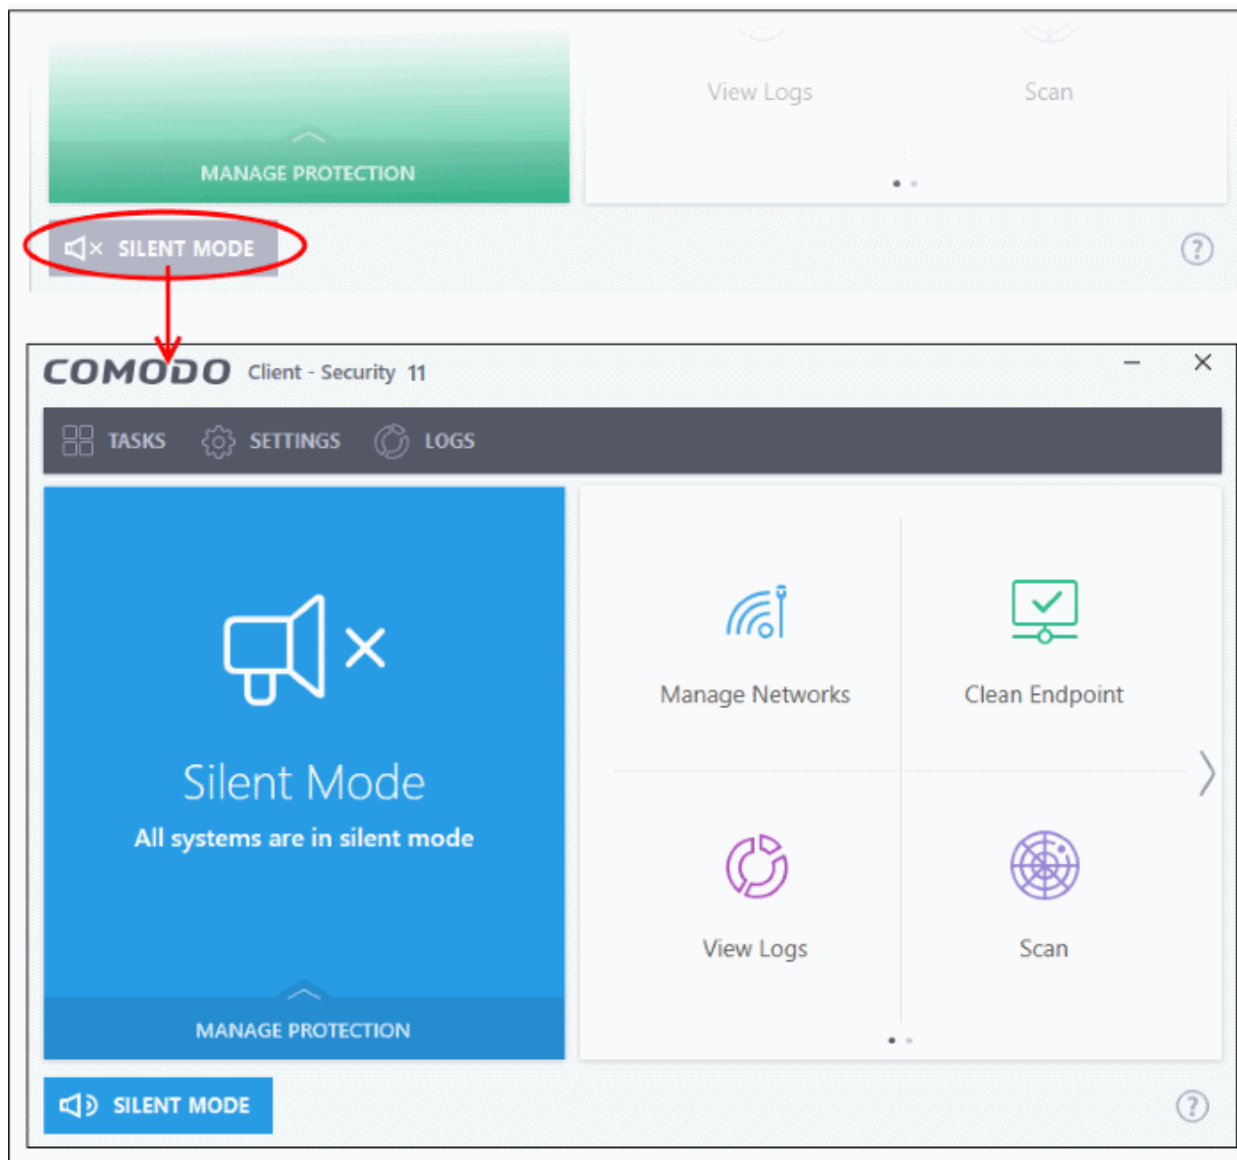 View Logs
Scan
MANAGE PROTECTION
SILENT MODE
?
COMODO Client - Security 11
TASKS SETTINGS LOGS
Silent Mode
All systems are in silent mode
MANAGE PROTECTION
Manage Networks
Clean Endpoint
View Logs
Scan
SILENT MODE
?